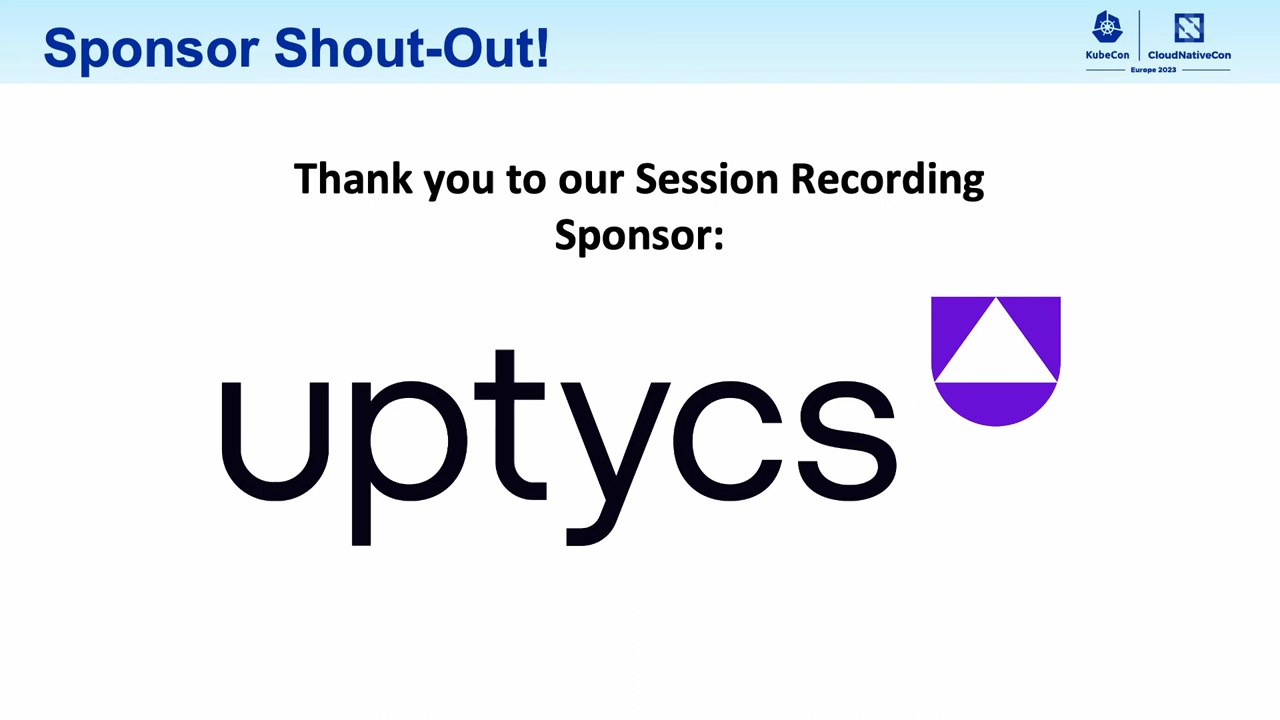 Sponsor Shout-Out!
KubeCon
CloudNativeCon
Europe 2023
Thank you to our Session Recording
Sponsor:
uptycs